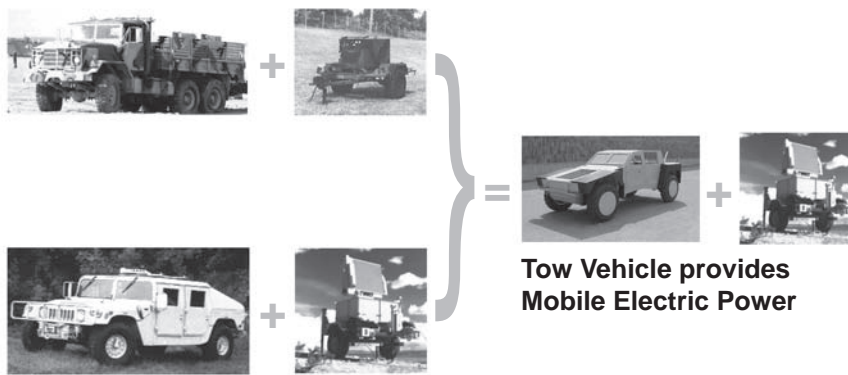 +
+
=
+
Tow Vehicle provides
Mobile Electric Power